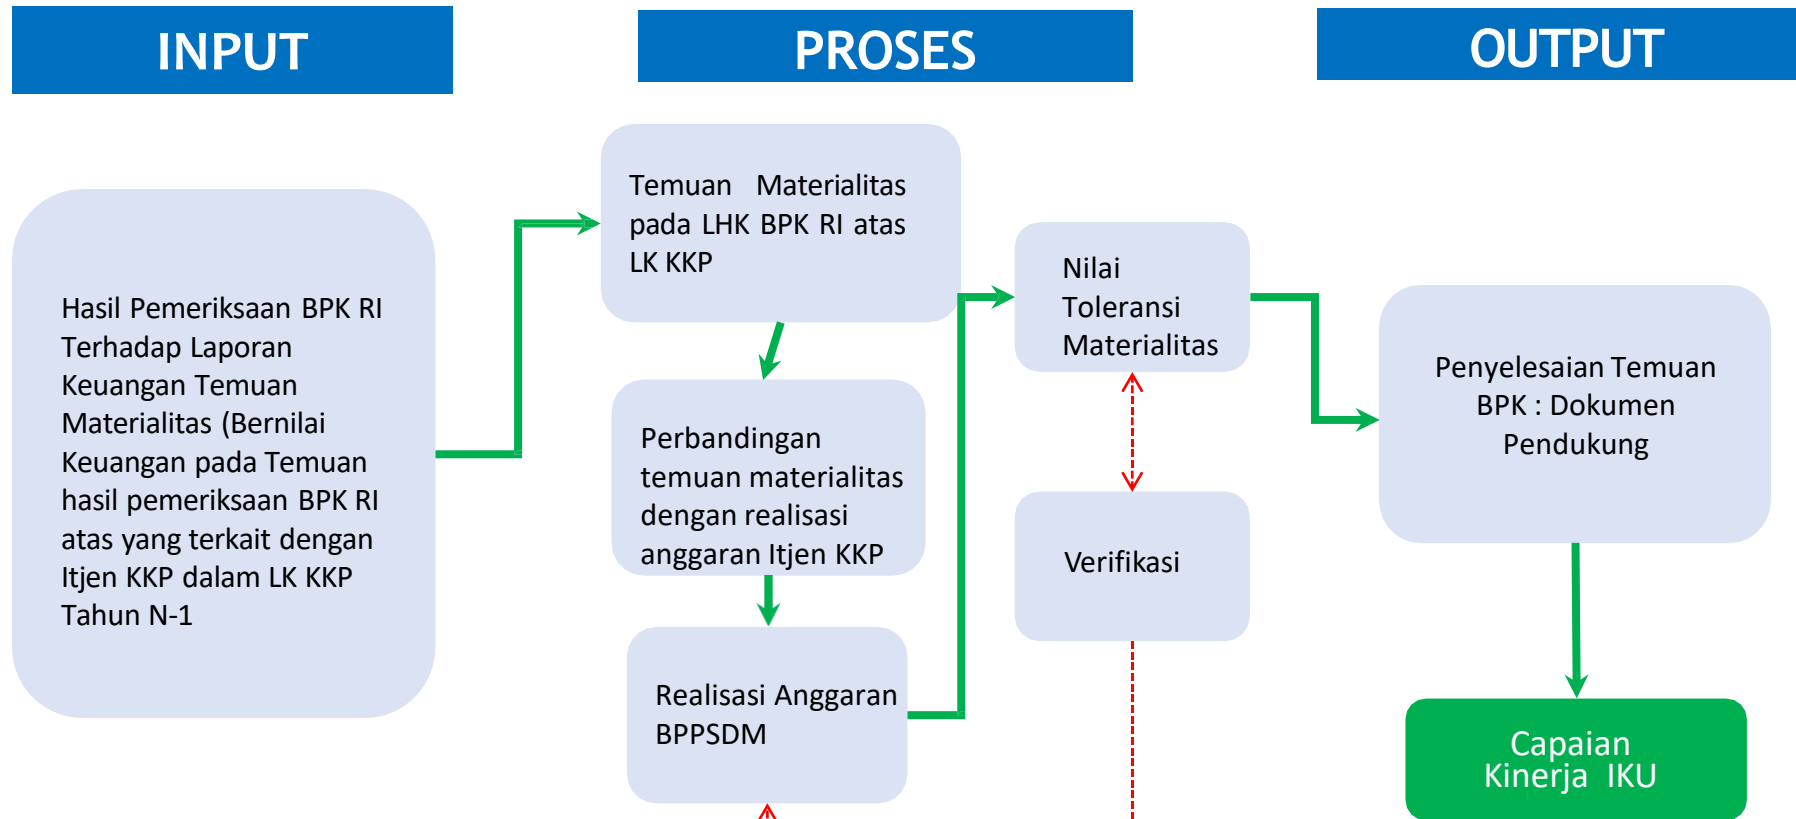 INPUT
PROSES
OUTPUT
Hasil Pemeriksaan BPK RI
Terhadap Laporan
Keuangan Temuan
Materialitas (Bernilai
Keuangan pada Temuan
hasil pemeriksaan BPK RI
atas yang terkait dengan
Itjen KKP dalam LK KKP
Tahun N-1
Temuan Materialitas
pada LHK BPK RI atas
LK KKP
Perbandingan
temuan materialitas
dengan realisasi
anggaran Itjen KKP
Realisasi Anggaran
BPPSDM
Nilai
Toleransi
Materialitas
Verifikasi
Penyelesaian Temuan
BPK : Dokumen
Pendukung
Capaian
Kinerja IKU